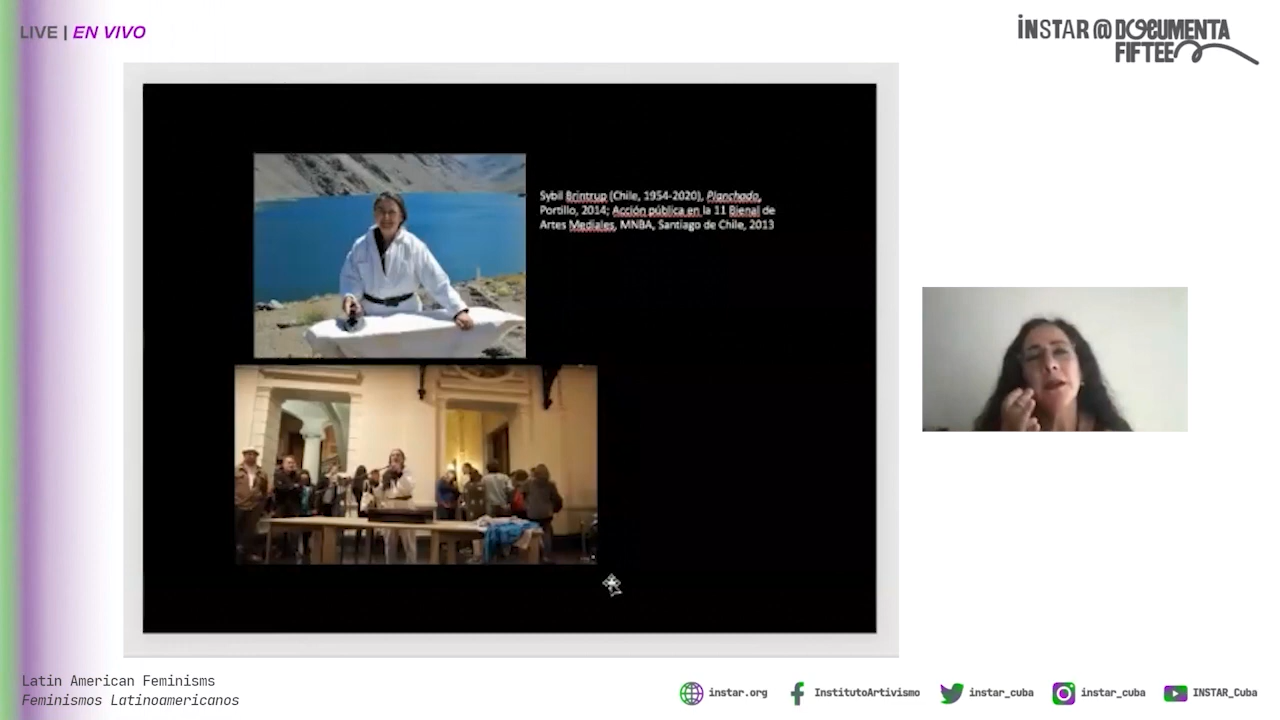 LIVE | EN VIVO
INSTAR @ DOCUMENTA
FIFTEEN
Sybil Brintrup (Chile, 1954-2020), Planchado,
Portillo, 2014; Acción pública en la 11 Bienal de
Artes Mediales, MNBA, Santiago de Chile, 2013
Latin American Feminisms
Feminismos Latinoamericanos
instar.org
InstitutoArtivismo
instar_cuba
instar_cuba
INSTAR_Cuba